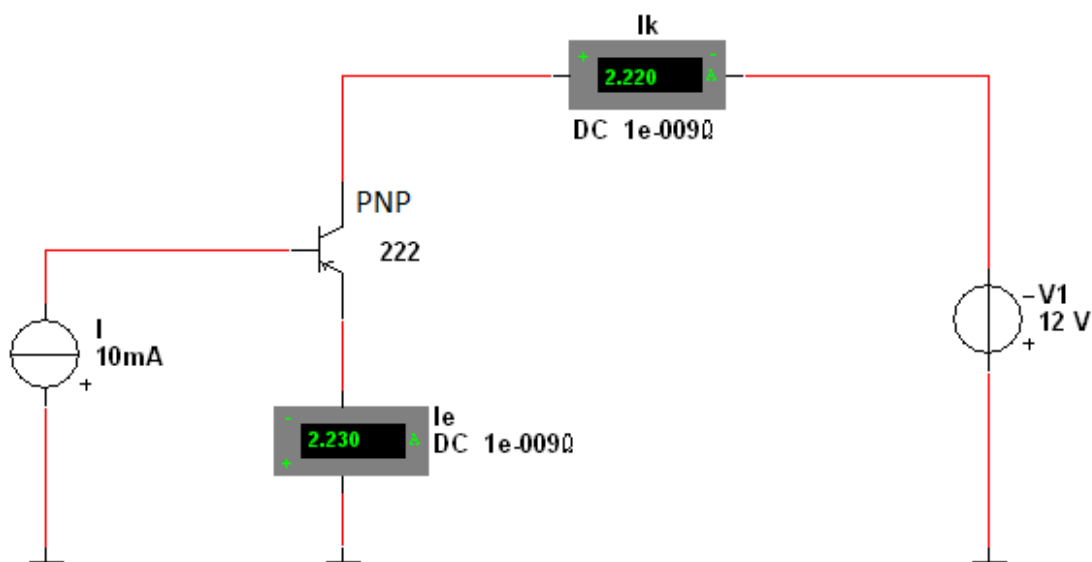 Ik
+ -
2.220 A
DC 1e-009Ω
PNP
222
I
10mA
+
-V1
12 V
+
Ie
- 
2.230 A
DC 1e-009Ω
+